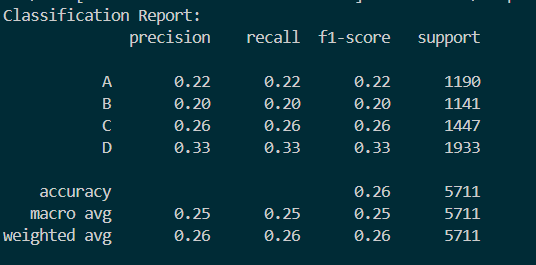 Classification Report:
precision recall f1-score support
A 0.22 0.22 0.22 1190
B 0.20 0.20 0.20 1141
C 0.26 0.26 0.26 1447
D 0.33 0.33 0.33 1933
accuracy 0.26 5711
macro avg 0.25 0.25 0.25 5711
weighted avg 0.26 0.26 0.26 5711